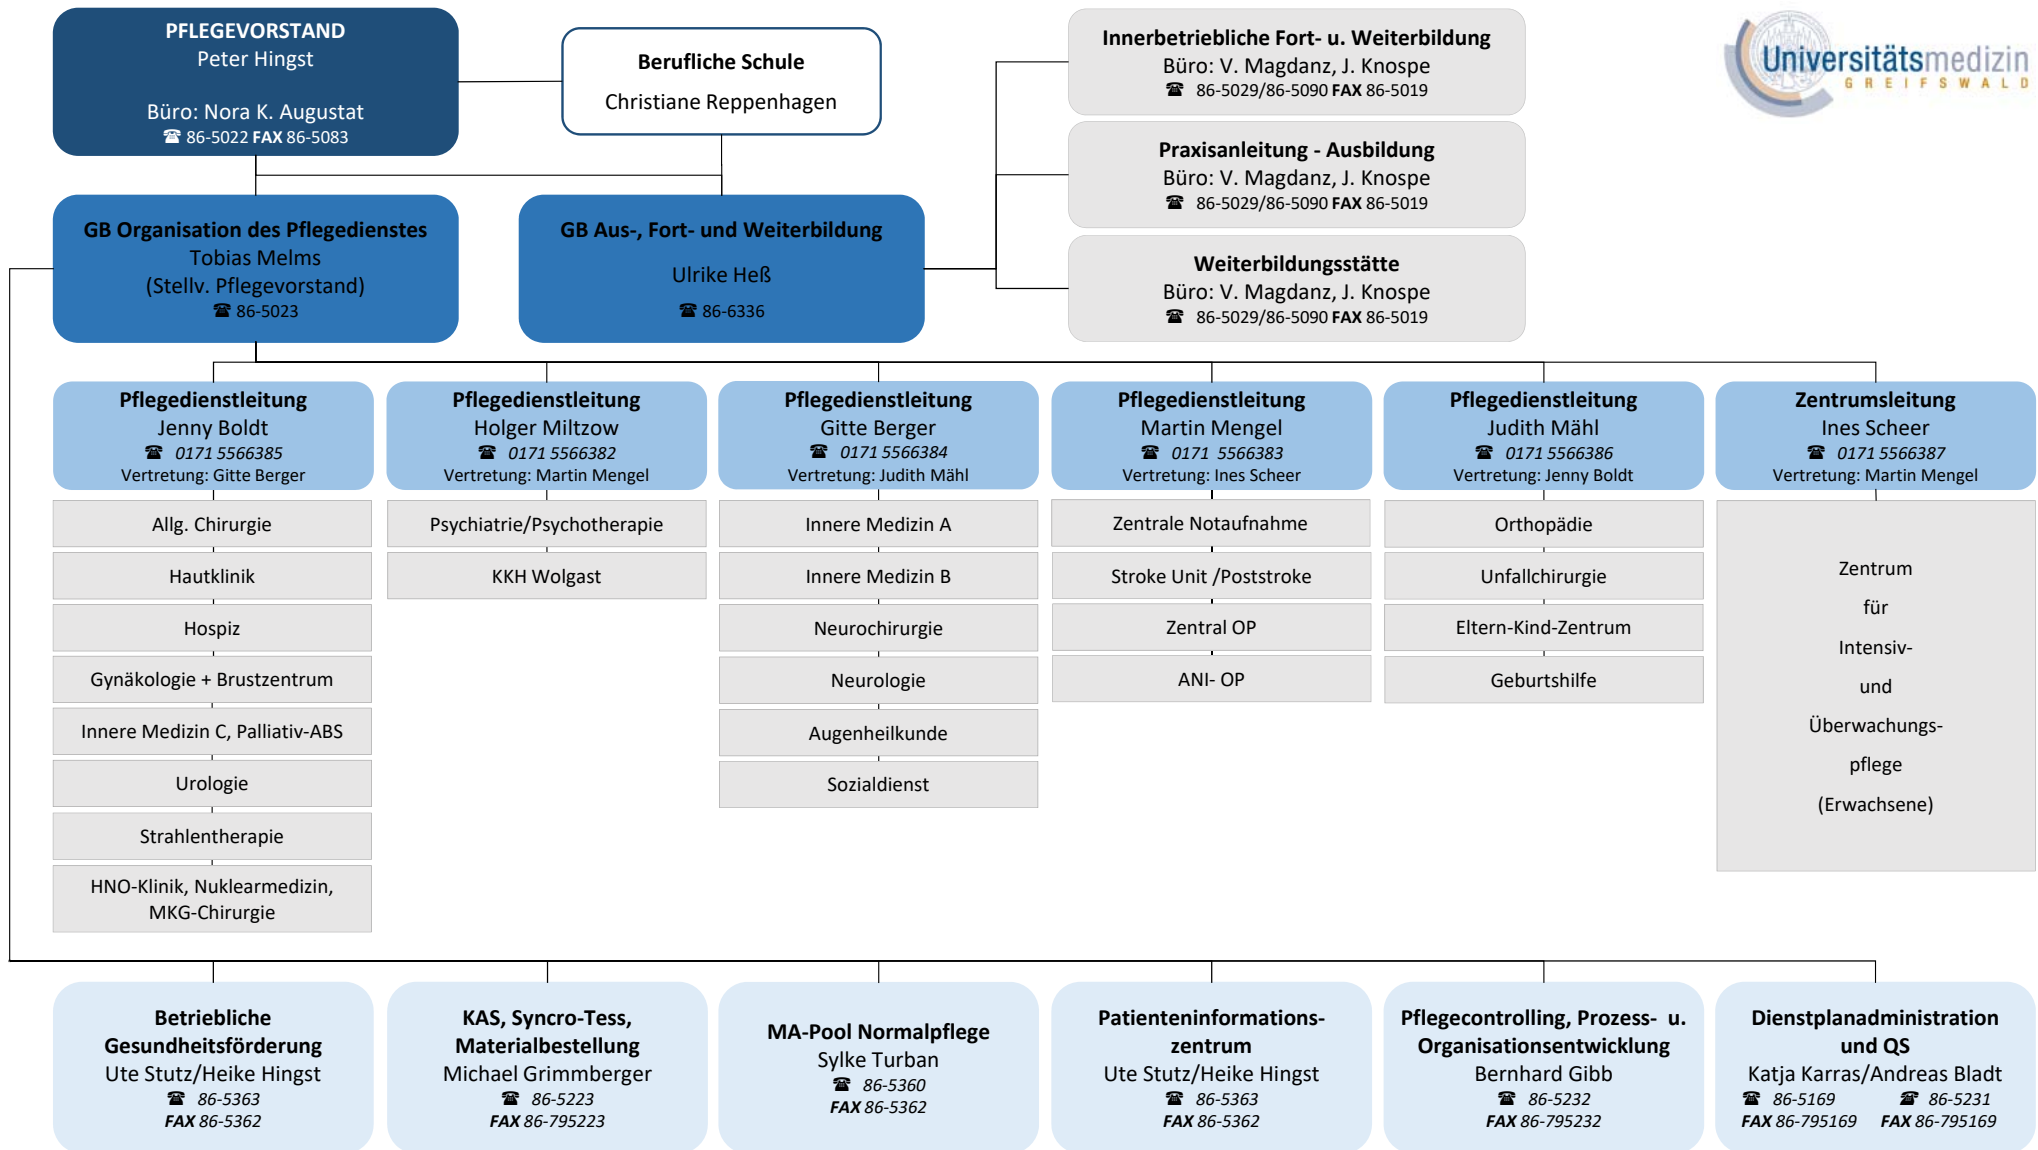 PFLEGEVORSTAND
Peter Hingst
Büro: Nora K. Augustat
☎ 86-5022 FAX 86-5083
Berufliche Schule
Christiane Reppenhagen
Innerbetriebliche Fort- u. Weiterbildung
Büro: V. Magdanz, J. Knospe
☎ 86-5029/86-5090 FAX 86-5019
Praxisanleitung - Ausbildung
Büro: V. Magdanz, J. Knospe
☎ 86-5029/86-5090 FAX 86-5019
Weiterbildungsstätte
Büro: V. Magdanz, J. Knospe
☎ 86-5029/86-5090 FAX 86-5019
Universitätsmedizin
GREIFSWALD
GB Organisation des Pflegedienstes
Tobias Melms
(Stellv. Pflegevorstand)
☎ 86-5023
GB Aus-, Fort- und Weiterbildung
Ulrike Heß
☎ 86-6336
Pflegedienstleitung
Jenny Boldt
☎ 0171 5566385
Vertretung: Gitte Berger
Allg. Chirurgie
Hautklinik
Hospiz
Gynäkologie + Brustzentrum
Innere Medizin C, Palliativ-ABS
Urologie
Strahlentherapie
HNO-Klinik, Nuklearmedizin,
MKG-Chirurgie
Pflegedienstleitung
Holger Miltzow
☎ 0171 5566382
Vertretung: Martin Mengel
Psychiatrie/Psychotherapie
KKH Wolgast
Pflegedienstleitung
Gitte Berger
☎ 0171 5566384
Vertretung: Judith Mähl
Innere Medizin A
Innere Medizin B
Neurochirurgie
Neurologie
Augenheilkunde
Sozialdienst
Pflegedienstleitung
Martin Mengel
☎ 0171 5566383
Vertretung: Ines Scheer
Zentrale Notaufnahme
Stroke Unit /Poststroke
Zentral OP
ANI- OP
Pflegedienstleitung
Judith Mähl
☎ 0171 5566386
Vertretung: Jenny Boldt
Orthopädie
Unfallchirurgie
Eltern-Kind-Zentrum
Geburtshilfe
Zentrumsleitung
Ines Scheer
☎ 0171 5566387
Vertretung: Martin Mengel
Zentrum
für
Intensiv-
und
Überwachungs-
pflege
(Erwachsene)
Betriebliche
Gesundheitsförderung
Ute Stutz/Heike Hingst
☎ 86-5363
FAX 86-5362
KAS, Syncro-Tess,
Materialbestellung
Michael Grimmberger
☎ 86-5223
FAX 86-795223
MA-Pool Normalpflege
Sylke Turban
☎ 86-5360
FAX 86-5362
Patienteninformations-
zentrum
Ute Stutz/Heike Hingst
☎ 86-5363
FAX 86-5362
Pflegecontrolling, Prozess- u.
Organisationsentwicklung
Bernhard Gibb
☎ 86-5232
FAX 86-795232
Dienstplanadministration
und QS
Katja Karras/Andreas Bladt
☎ 86-5169 ☎ 86-5231
FAX 86-795169 FAX 86-795169